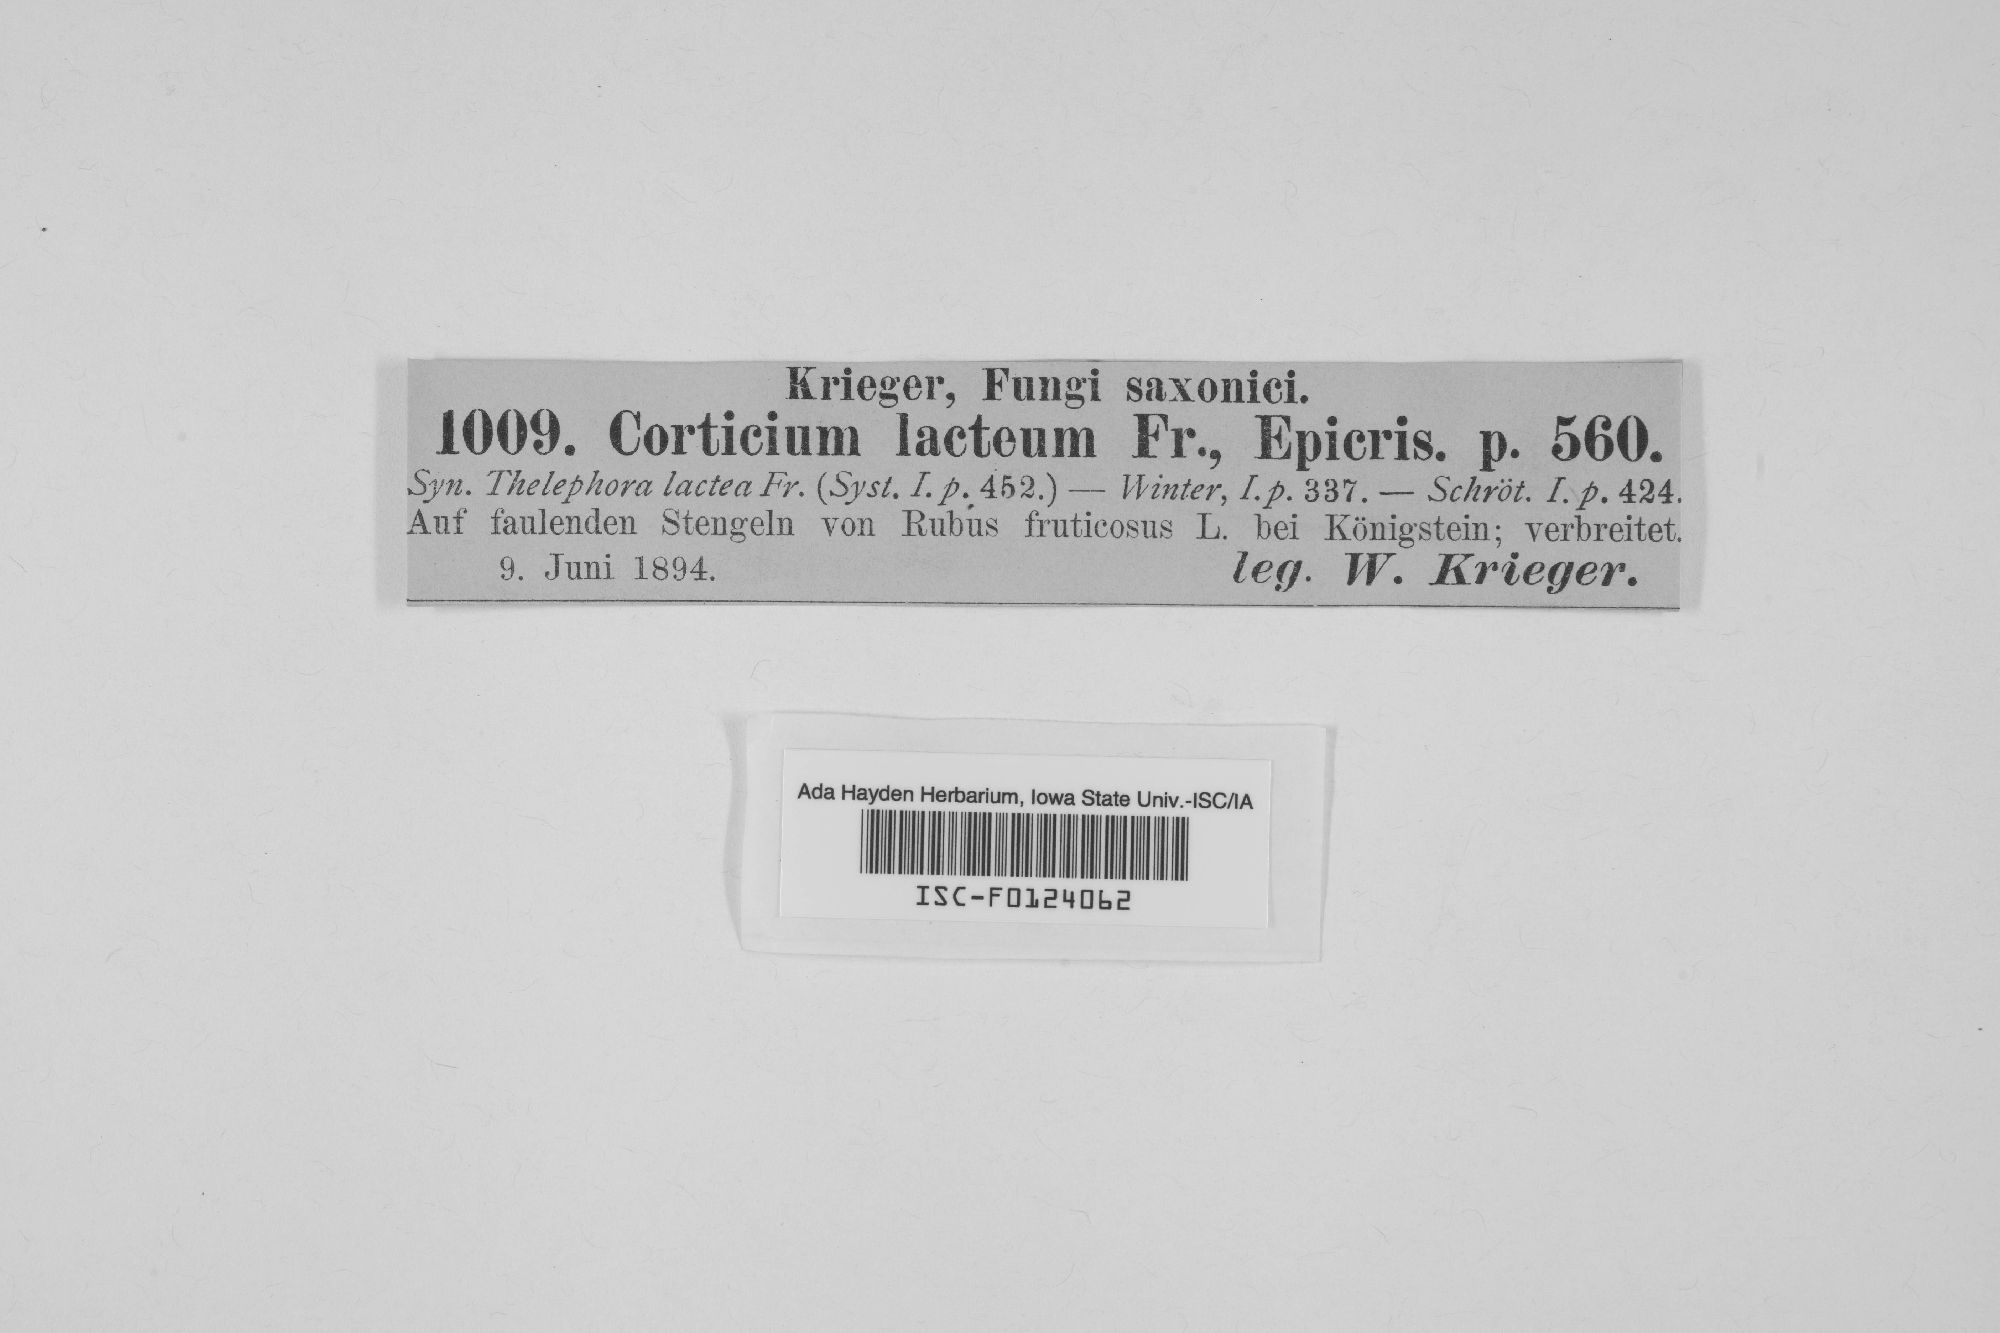 Krieger, Fungi saxonici.
1009. Corticium lacteum Fr., Epicris. p. 560.
Syn. Thelephora lactea Fr. (Syst. I. p. 452.) — Winter, I. p. 337. — Schröt. I. p. 424.
Auf faulenden Stengeln von Rubus fruticosus L. bei Königstein; verbreitet.
9. Juni 1894. leg. W. Krieger.
Ada Hayden Herbarium, Iowa State Univ.-ISC/IA
ISC-F0124062